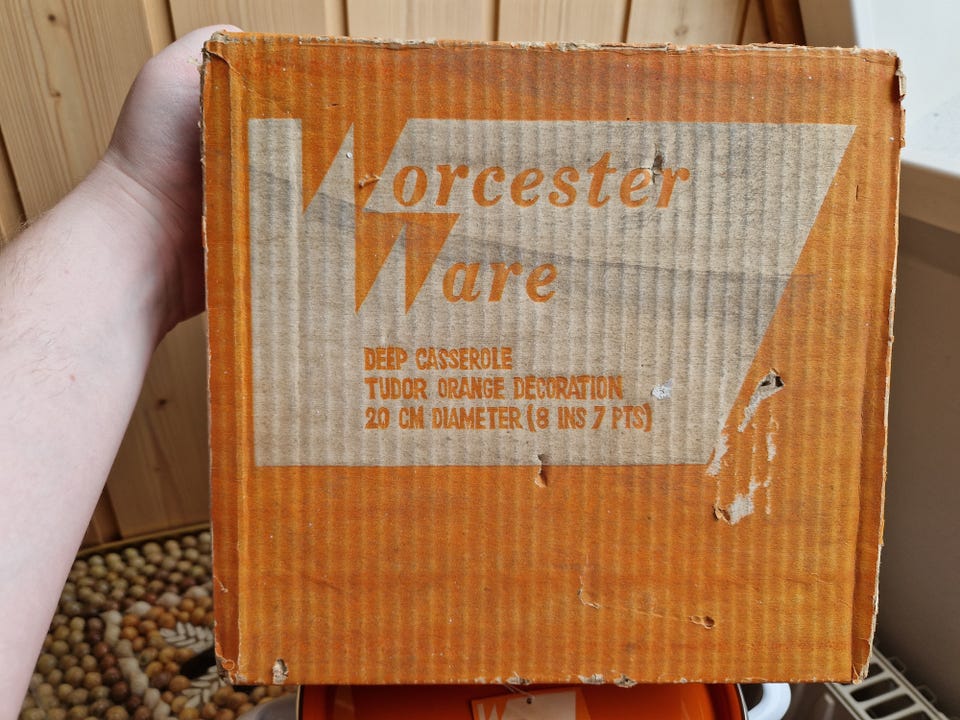 Worcester
Ware
DEEP CASSEROLE
TUDOR ORANGE DECORATION
20 CM DIAMETER (8 INS 7 PTS)